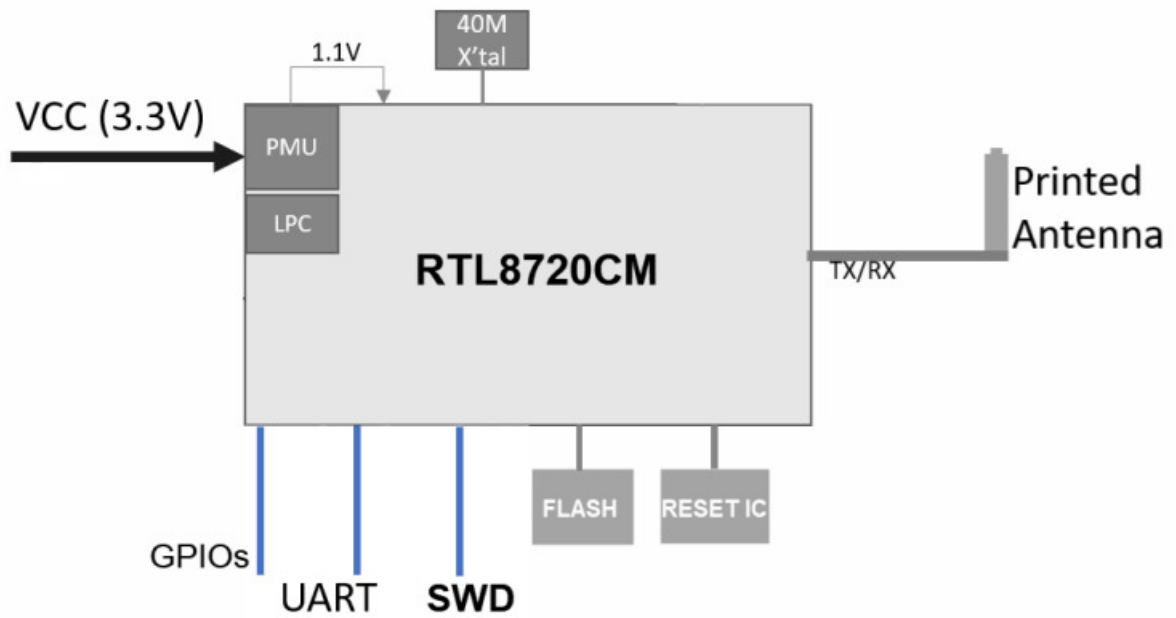 40M
X'tal
1.1V
VCC (3.3V)
PMU
LPC
RTL8720CM
Printed
Antenna
TX/RX
FLASH
RESET IC
GPIOs
UART
SWD